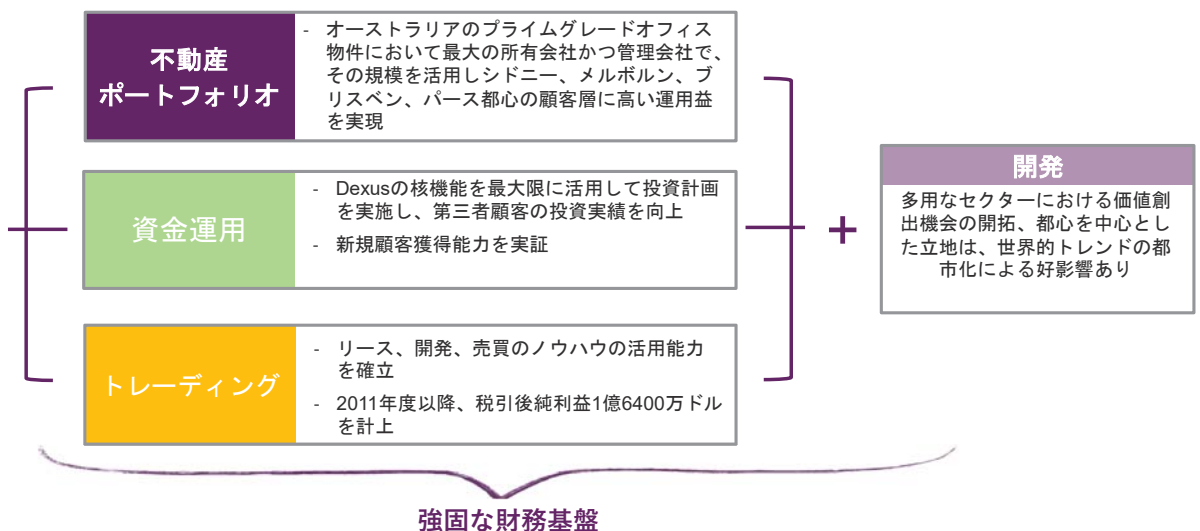 不動産
ポートフォリオ
- オーストラリアのプライムグレードオフィス
物件において最大の所有会社かつ管理会社で、
その規模を活用しシドニー、メルボルン、ブ
リスベン、パース都心の顧客層に高い運用益
を実現
資金運用
- Dexusの核機能を最大限に活用して投資計画
を実施し、第三者顧客の投資実績を向上
- 新規顧客獲得能力を実証
トレーディング
- リース、開発、売買のノウハウの活用能力
を確立
- 2011年度以降、税引後純利益1億6400万ドル
を計上
+
開発
多用なセクターにおける価値創
出機会の開拓、都心を中心とし
た立地は、世界的トレンドの都
市化による好影響あり
強固な財務基盤